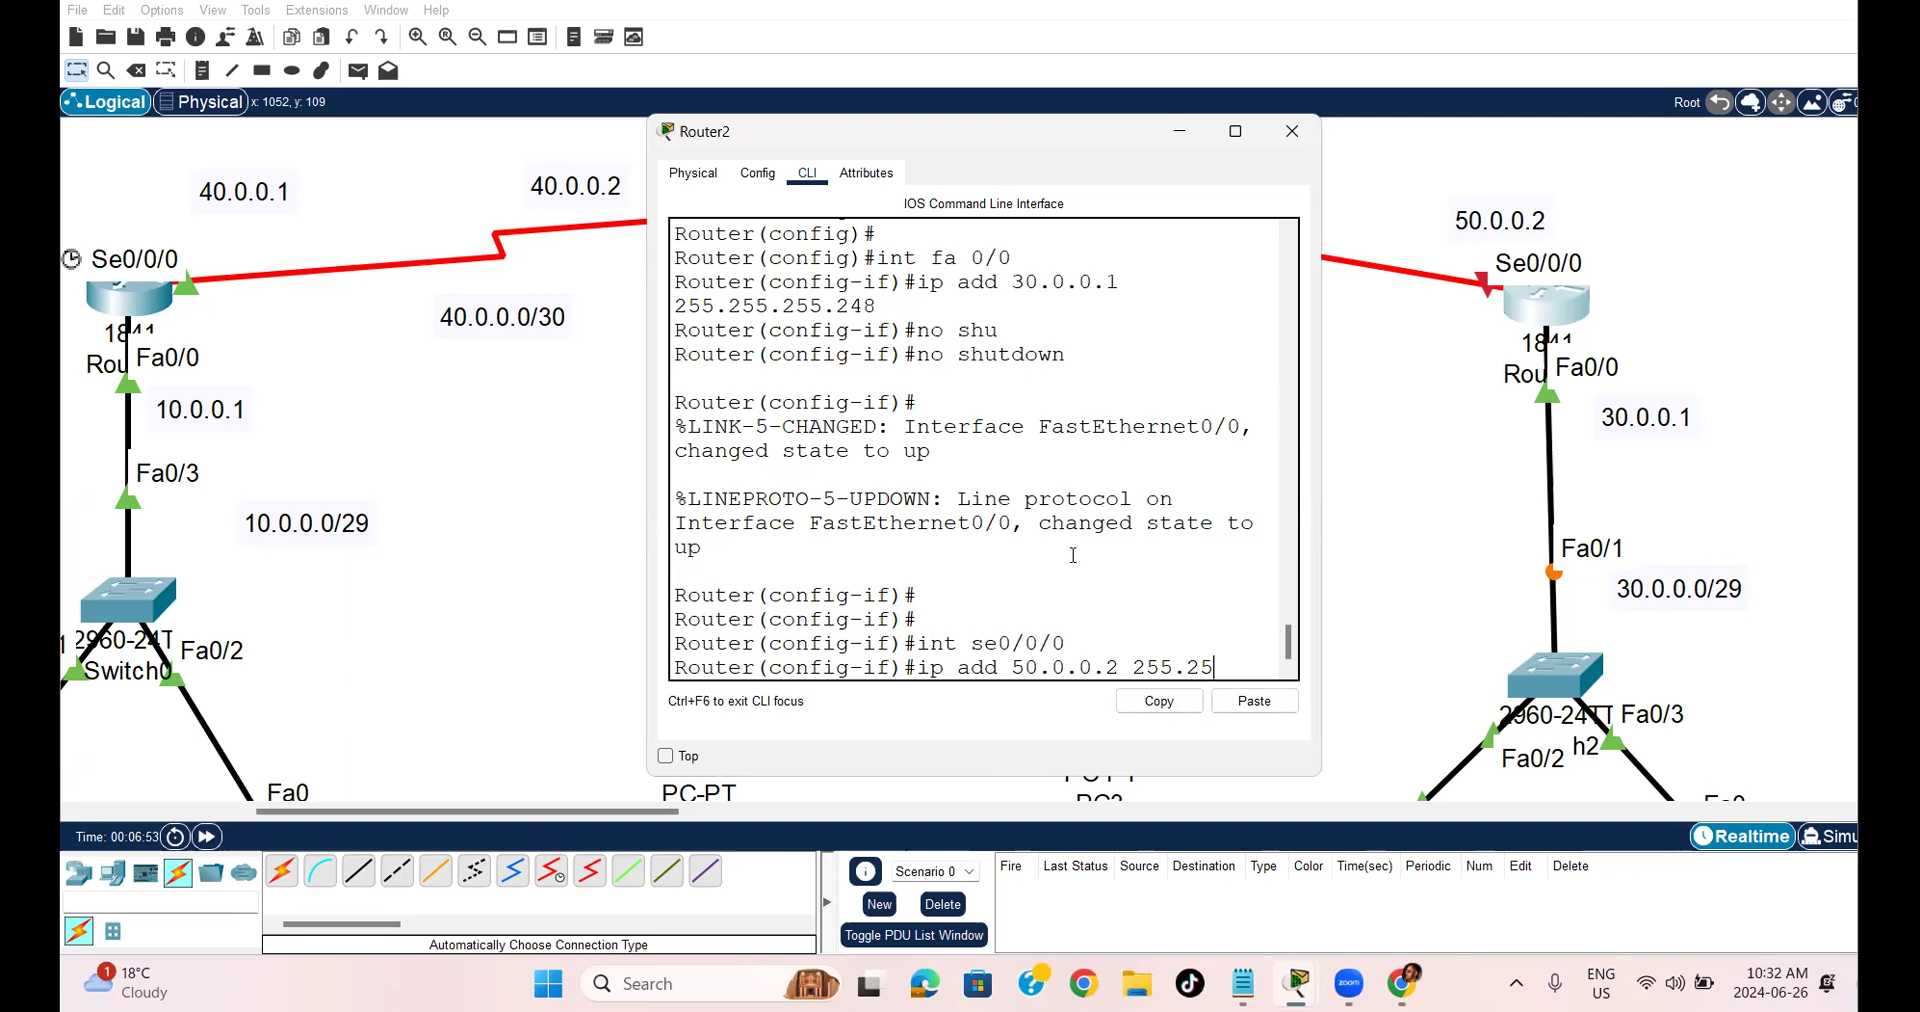 File Edit Options View Tools Extensions Window Help
Logical Physical x: 1052, y: 109 Root
Router2
Physical Config CLI Attributes
IOS Command Line Interface
Router(config)#
Router(config)#int fa 0/0
Router(config-if)#ip add 30.0.0.1
255.255.255.248
Router(config-if)#no shu
Router(config-if)#no shutdown
Router(config-if)#
%LINK-5-CHANGED: Interface FastEthernet0/0,
changed state to up
%LINEPROTO-5-UPDOWN: Line protocol on
Interface FastEthernet0/0, changed state to
up
Router(config-if)#
Router(config-if)#
Router(config-if)#int se0/0/0
Router(config-if)#ip add 50.0.0.2 255.25
Ctrl+F6 to exit CLI focus Copy Paste
Top
40.0.0.1
40.0.0.2
Se0/0/0
40.0.0.0/30
1841
Rou
Fa0/0
10.0.0.1
Fa0/3
10.0.0.0/29
2960-24T
Switch0
Fa0/2
Fa0
PC-PT
50.0.0.2
Se0/0/0
1841
Rou
Fa0/0
30.0.0.1
Fa0/1
30.0.0.0/29
2960-24TT
h2
Fa0/3
Fa0/2
Time: 00:06:53 Realtime Simu
Scenario 0
New Delete
Toggle PDU List Window
Fire Last Status Source Destination Type Color Time(sec) Periodic Num Edit Delete
Automatically Choose Connection Type
1
18°C
Cloudy
Search
zoom
ENG
US
10:32 AM
2024-06-26